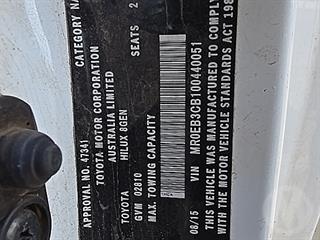 APPROVAL NO. 47341 CATEGORY NA
TOYOTA MOTOR CORPORATION
AUSTRALIA LIMITED
HILUX 8GEN SEATS 2
TOYOTA
GVM 02810
MAX. TOWING CAPACITY
08/15 VIN MR0EB3CB100440051
THIS VEHICLE WAS MANUFACTURED TO COMPLY
WITH THE MOTOR VEHICLE STANDARDS ACT 198